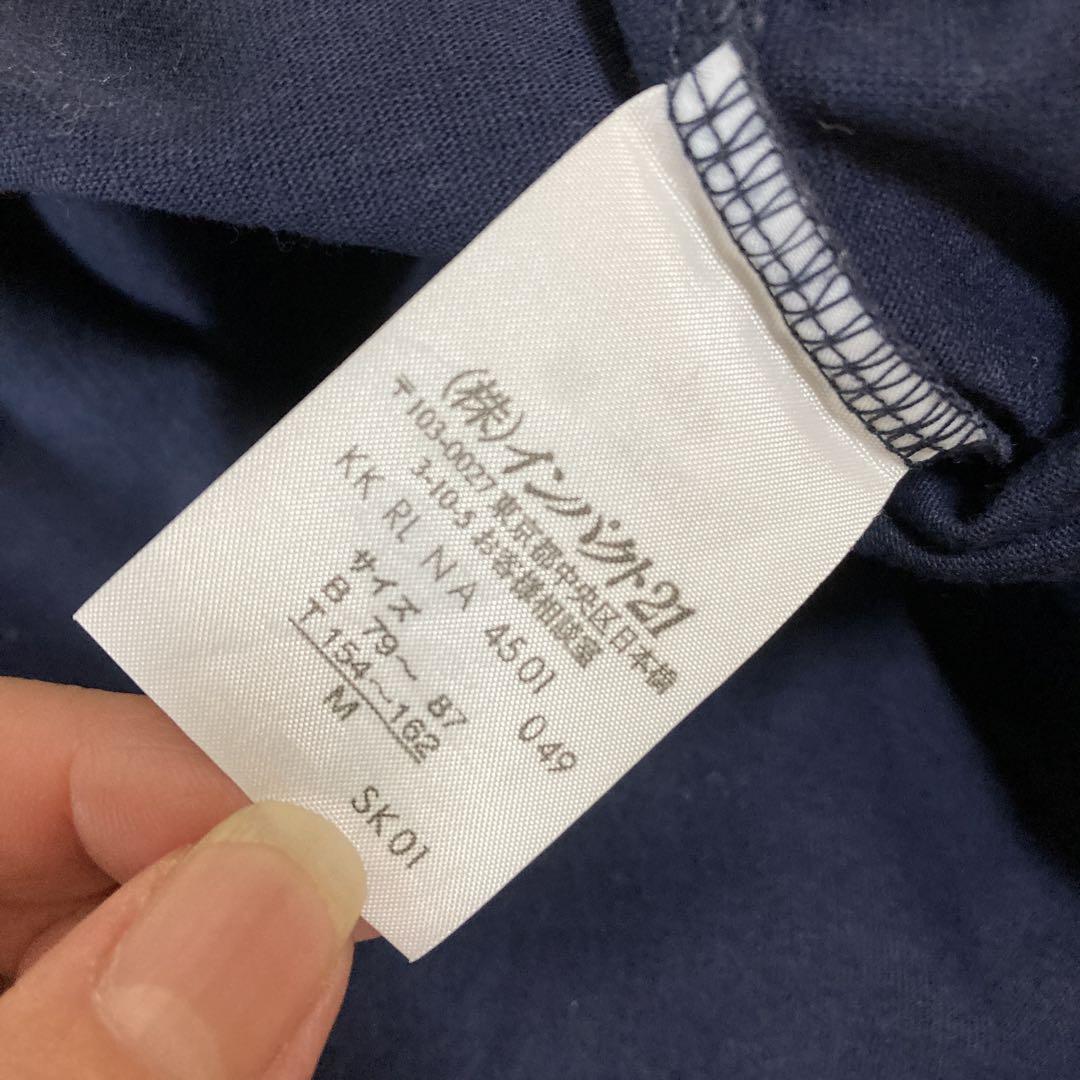 (株)インパクト21
〒103-0027 東京都中央区日本橋
3-10-5 お客様相談室
KK RL NA 4501 049
サイズ
B 79～ 87
T 154～162
M
SK01